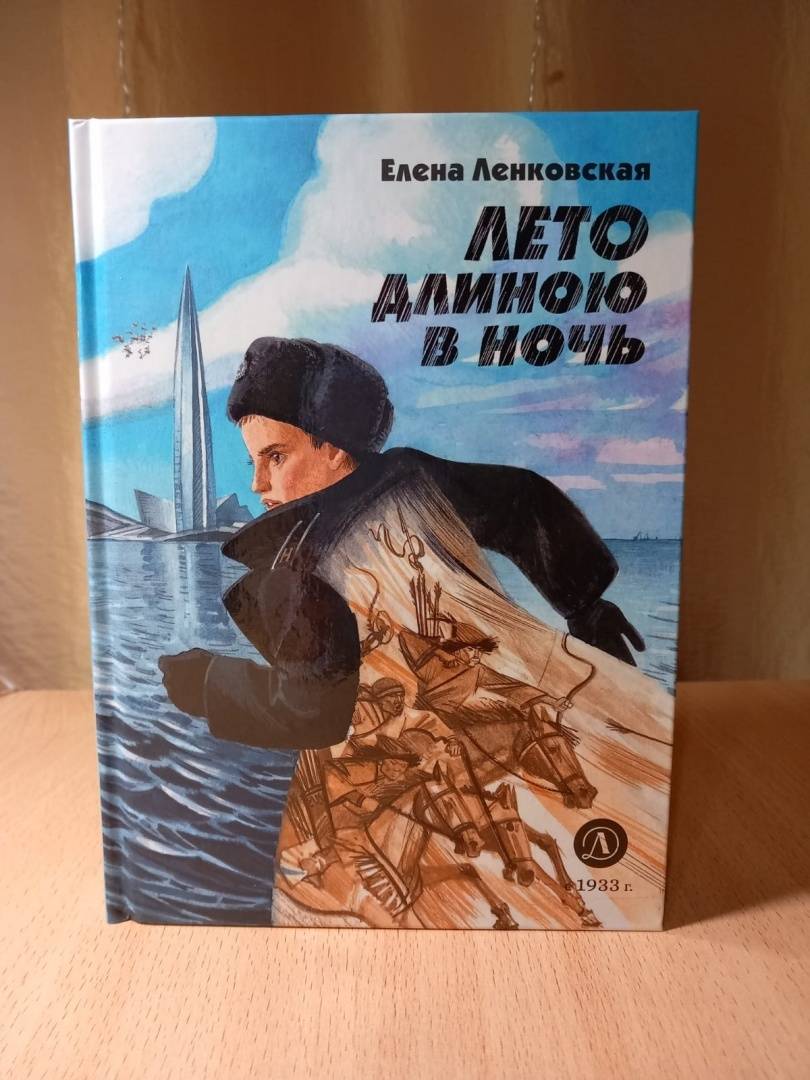 Елена Ленковская
ЛЕТО
ДЛИНОЮ
В НОЧЬ
Д
с 1933 г.